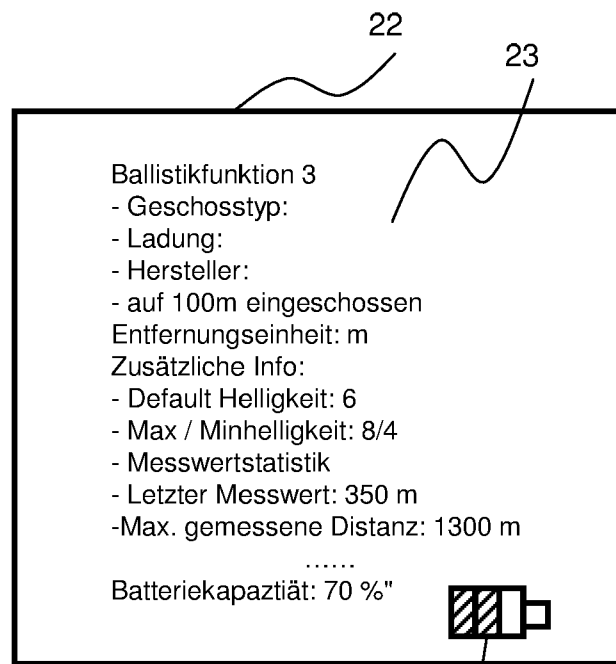 22
23
Ballistikfunktion 3
- Geschosstyp:
- Ladung:
- Hersteller:
- auf 100m eingeschossen
Entfernungseinheit: m
Zusätzliche Info:
- Default Helligkeit: 6
- Max / Minhelligkeit: 8/4
- Messwertstatistik
- Letzter Messwert: 350 m
-Max. gemessene Distanz: 1300 m
......
Batteriekapaztiät: 70 %"